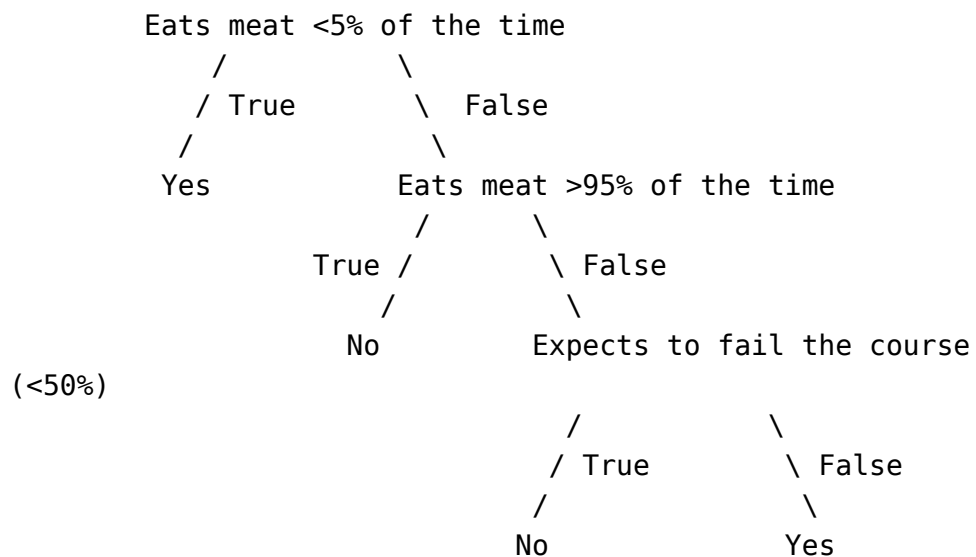 Eats meat <5% of the time
/ \
/ True \ False
/ \
Yes Eats meat >95% of the time
/ \
True / \ False
/ \
No Expects to fail the course
(<50%)
/ \
/ True \ False
/ \
No Yes